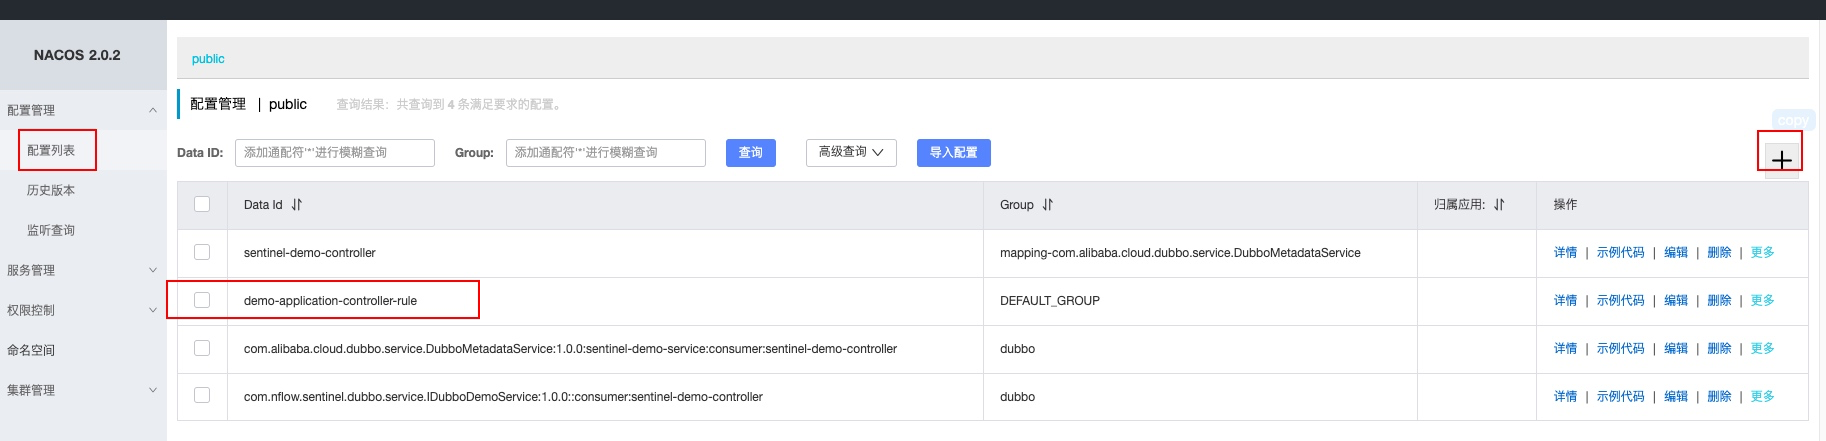 NACOS 2.0.2
配置管理
配置列表
历史版本
监听查询
服务管理
权限控制
命名空间
集群管理
public
配置管理 | public 查询结果：共查询到 4 条满足要求的配置。
copy
Data ID: 添加通配符'*'进行模糊查询 Group: 添加通配符'*'进行模糊查询 查询 高级查询 导入配置
Data Id Group 归属应用: 操作
sentinel-demo-controller mapping-com.alibaba.cloud.dubbo.service.DubboMetadataService 详情 | 示例代码 | 编辑 | 删除 | 更多
demo-application-controller-rule DEFAULT_GROUP 详情 | 示例代码 | 编辑 | 删除 | 更多
com.alibaba.cloud.dubbo.service.DubboMetadataService:1.0.0:sentinel-demo-service:consumer:sentinel-demo-controller dubbo 详情 | 示例代码 | 编辑 | 删除 | 更多
com.nflow.sentinel.dubbo.service.IDubboDemoService:1.0.0::consumer:sentinel-demo-controller dubbo 详情 | 示例代码 | 编辑 | 删除 | 更多